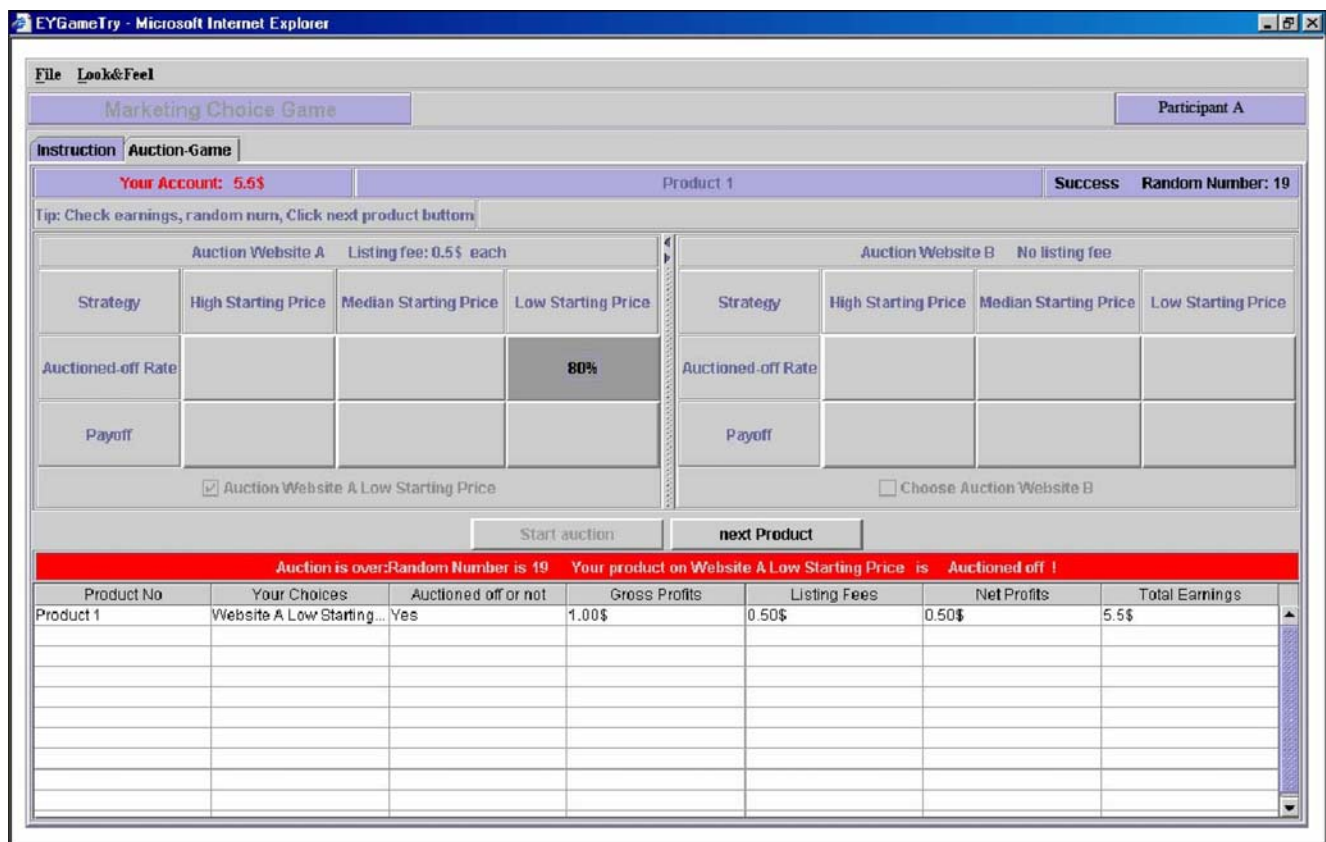 EYGameTry - Microsoft Internet Explorer
File Look&Feel
Marketing Choice Game Participant A
Instruction Auction-Game
Your Account: 5.5$ Product 1 Success Random Number: 19
Tip: Check earnings, random num, Click next product buttom
Auction Website A Listing fee: 0.5$ each Auction Website B No listing fee
Strategy High Starting Price Median Starting Price Low Starting Price Strategy High Starting Price Median Starting Price Low Starting Price
Auctioned-off Rate 80% Auctioned-off Rate
Payoff Payoff
Auction Website A Low Starting Price Choose Auction Website B
Start auction next Product
Auction is over:Random Number is 19 Your product on Website A Low Starting Price is Auctioned off !
Product No Your Choices Auctioned off or not Gross Profits Listing Fees Net Profits Total Earnings
Product 1 Website A Low Starting... Yes 1.00$ 0.50$ 0.50$ 5.5$